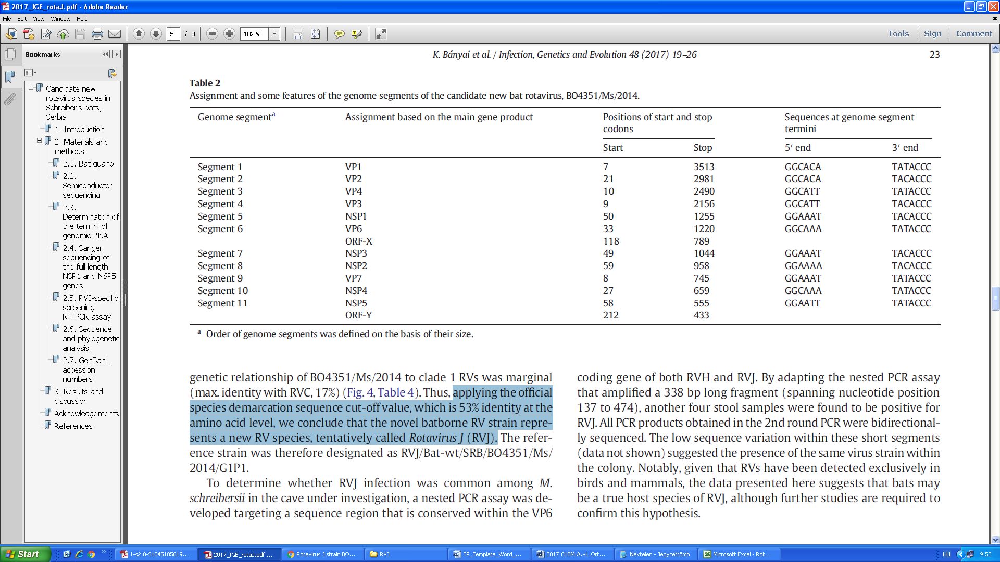 2017_IGE_rotaJ.pdf - Adobe Reader
File Edit View Window Help
5 / 8 182% Tools Sign Comment
Bookmarks
Candidate new
rotavirus species in
Schreiber's bats,
Serbia
1. Introduction
2. Materials and
methods
2.1. Bat guano
2.2.
Semiconductor
sequencing
2.3.
Determination of
the termini of
genomic RNA
2.4. Sanger
sequencing of
the full-length
NSP1 and NSP5
genes
2.5. RVJ-specific
screening
RT-PCR assay
2.6. Sequence
and phylogenetic
analysis
2.7. GenBank
accession
numbers
3. Results and
discussion
Acknowledgements
References
K. Bányai et al. / Infection, Genetics and Evolution 48 (2017) 19–26 23
Table 2
Assignment and some features of the genome segments of the candidate new bat rotavirus, BO4351/Ms/2014.
Genome segmentᵃ Assignment based on the main gene product Positions of start and stop codons Sequences at genome segment termini
Start Stop 5′ end 3′ end
Segment 1 VP1 7 3513 GGCACA TATACCC
Segment 2 VP2 21 2981 GGCACA TACACCC
Segment 3 VP4 10 2490 GGCATT TATACCC
Segment 4 VP3 9 2156 GGCATT TACACCC
Segment 5 NSP1 50 1255 GGAAAT TACACCC
Segment 6 VP6 33 1220 GGCAAA TATACCC
ORF-X 118 789
Segment 7 NSP3 49 1044 GGAAAT TACACCC
Segment 8 NSP2 59 958 GGAAAA TACACCC
Segment 9 VP7 8 745 GGAAAT TATACCC
Segment 10 NSP4 27 659 GGCAAA TATACCC
Segment 11 NSP5 58 555 GGAATT TATACCC
ORF-Y 212 433
ᵃ Order of genome segments was defined on the basis of their size.
genetic relationship of BO4351/Ms/2014 to clade 1 RVs was marginal
(max. identity with RVC, 17%) (Fig. 4, Table 4). Thus, applying the official
species demarcation sequence cut-off value, which is 53% identity at the
amino acid level, we conclude that the novel batborne RV strain repre-
sents a new RV species, tentatively called Rotavirus J (RVJ). The refer-
ence strain was therefore designated as RVJ/Bat-wt/SRB/BO4351/Ms/
2014/G1P1.
To determine whether RVJ infection was common among M.
schreibersii in the cave under investigation, a nested PCR assay was de-
veloped targeting a sequence region that is conserved within the VP6
coding gene of both RVH and RVJ. By adapting the nested PCR assay
that amplified a 338 bp long fragment (spanning nucleotide position
137 to 474), another four stool samples were found to be positive for
RVJ. All PCR products obtained in the 2nd round PCR were bidirectional-
ly sequenced. The low sequence variation within these short segments
(data not shown) suggested the presence of the same virus strain within
the colony. Notably, given that RVs have been detected exclusively in
birds and mammals, the data presented here suggests that bats may
be a true host species of RVJ, although further studies are required to
confirm this hypothesis.
Start 1-s2.0-S1045105619... 2017_IGE_rotaJ.pdf ... Rotavirus J strain BO... RVJ TP_Template_Word_... 2017.018M.A.v1.Ort... Névtelen - Jegyzettömb Microsoft Excel - Rot... HU 9:52